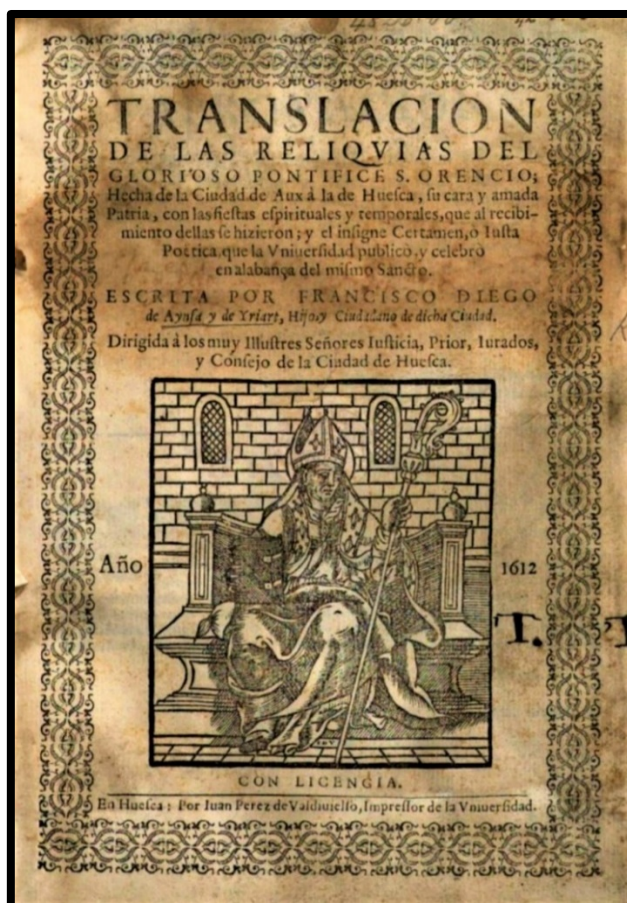 TRANSLACION
DE LAS RELIQVIAS DEL
GLORIOSO PONTIFICE S. ORENCIO;
Hecha de la Ciudad de Aux à la de Huesca, su cara y amada
Patria, con las fiestas espirituales y temporales, que al recibi-
miento dellas se hizieron; y el insigne Certamen, o Iusta
Poetica, que la Vniuersidad publicò, y celebrò
en alabança del mismo Sancto.
ESCRITA POR FRANCISCO DIEGO
de Aynsa y de Yriart, Hijo, y Ciudadano de dicha Ciudad.
Dirigida à los muy Illustres Señores Iusticia, Prior, Iurados,
y Consejo de la Ciudad de Huesca.
Año 1612
T.
CON LICENCIA.
En Huesca: Por Iuan Perez de Valdiuielso, Impressor de la Vniuersidad.